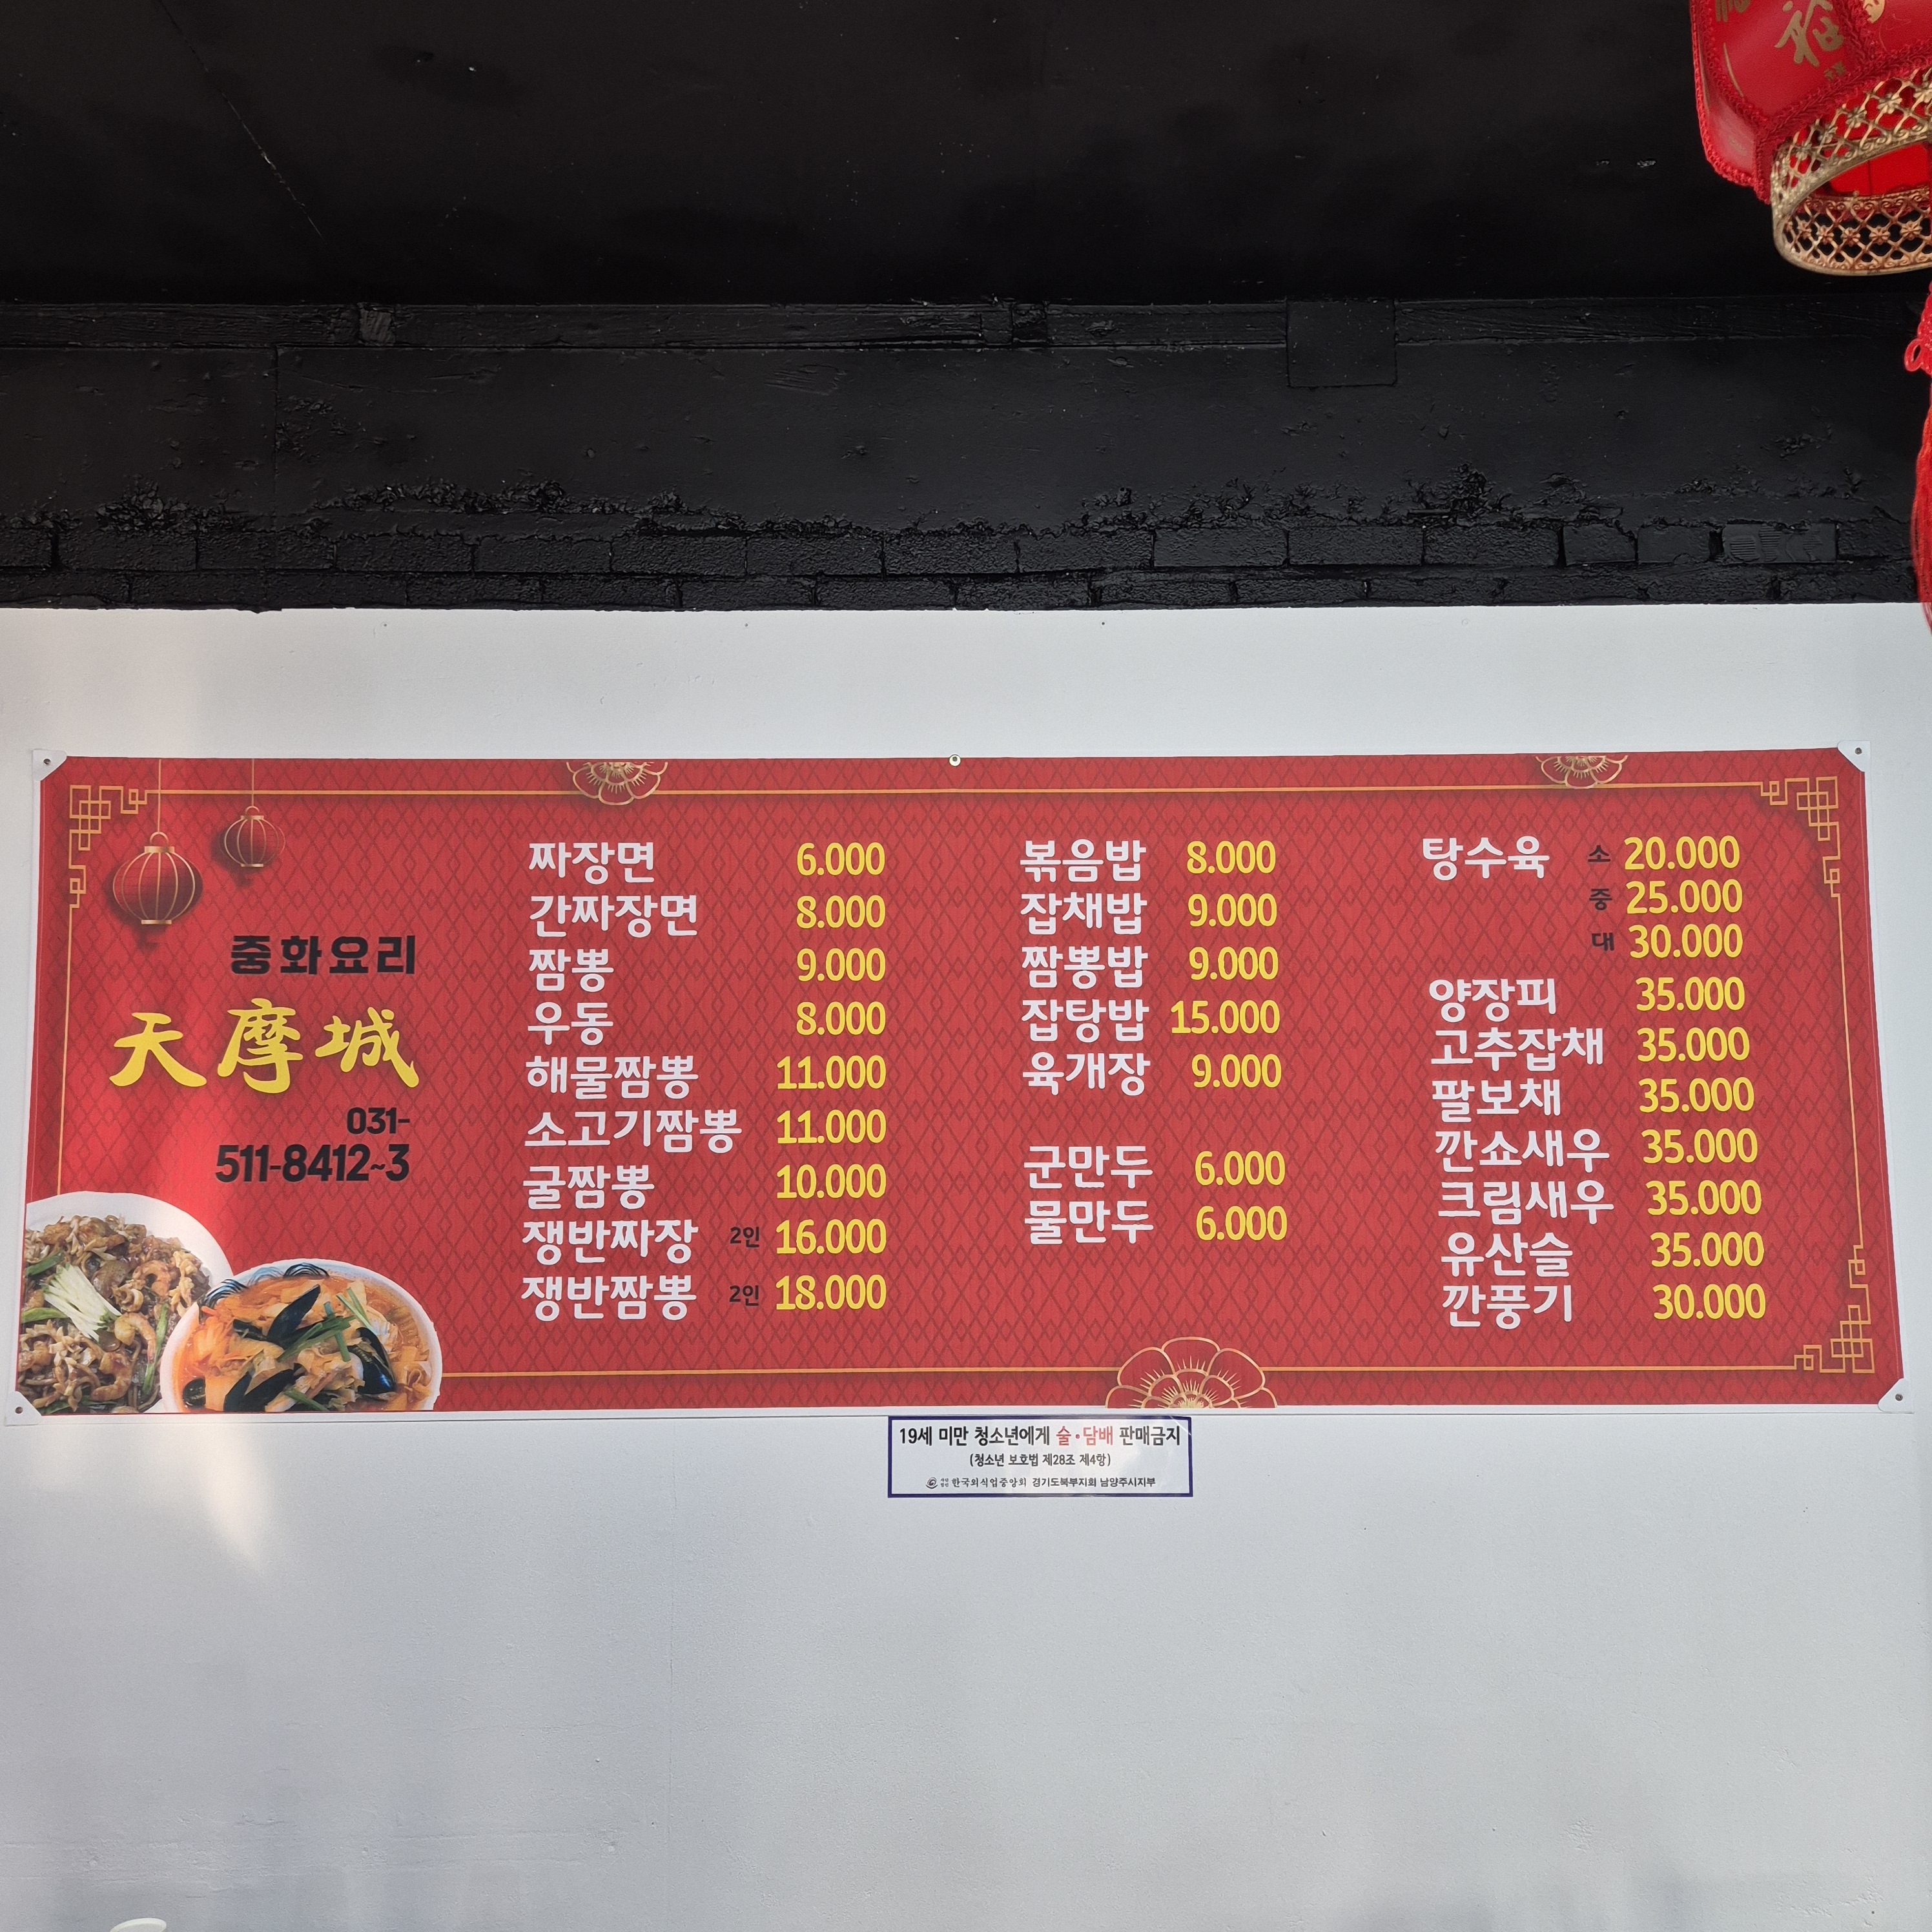 중화요리
天摩城
031-
511-8412~3
짜장면 6.000
간짜장면 8.000
짬뽕 9.000
우동 8.000
해물짬뽕 11.000
소고기짬뽕 11.000
굴짬뽕 10.000
쟁반짜장 2인 16.000
쟁반짬뽕 2인 18.000
볶음밥 8.000
잡채밥 9.000
짬뽕밥 9.000
잡탕밥 15.000
육개장 9.000
군만두 6.000
물만두 6.000
탕수육 소 20.000
중 25.000
대 30.000
양장피 35.000
고추잡채 35.000
팔보채 35.000
깐쇼새우 35.000
크림새우 35.000
유산슬 35.000
깐풍기 30.000
19세 미만 청소년에게 술·담배 판매금지
(청소년 보호법 제28조 제4항)
한국외식업중앙회 경기도북부지회 남양주시지부